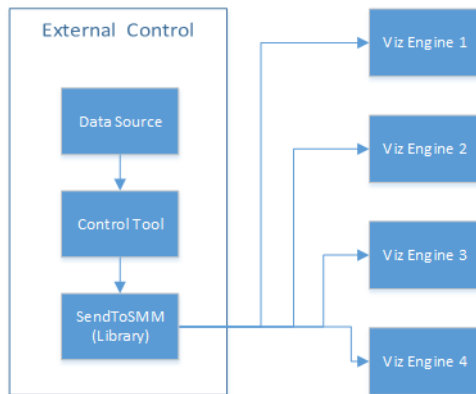 External Control
Data Source
Control Tool
SendToSMM
(Library)
Viz Engine 1
Viz Engine 2
Viz Engine 3
Viz Engine 4